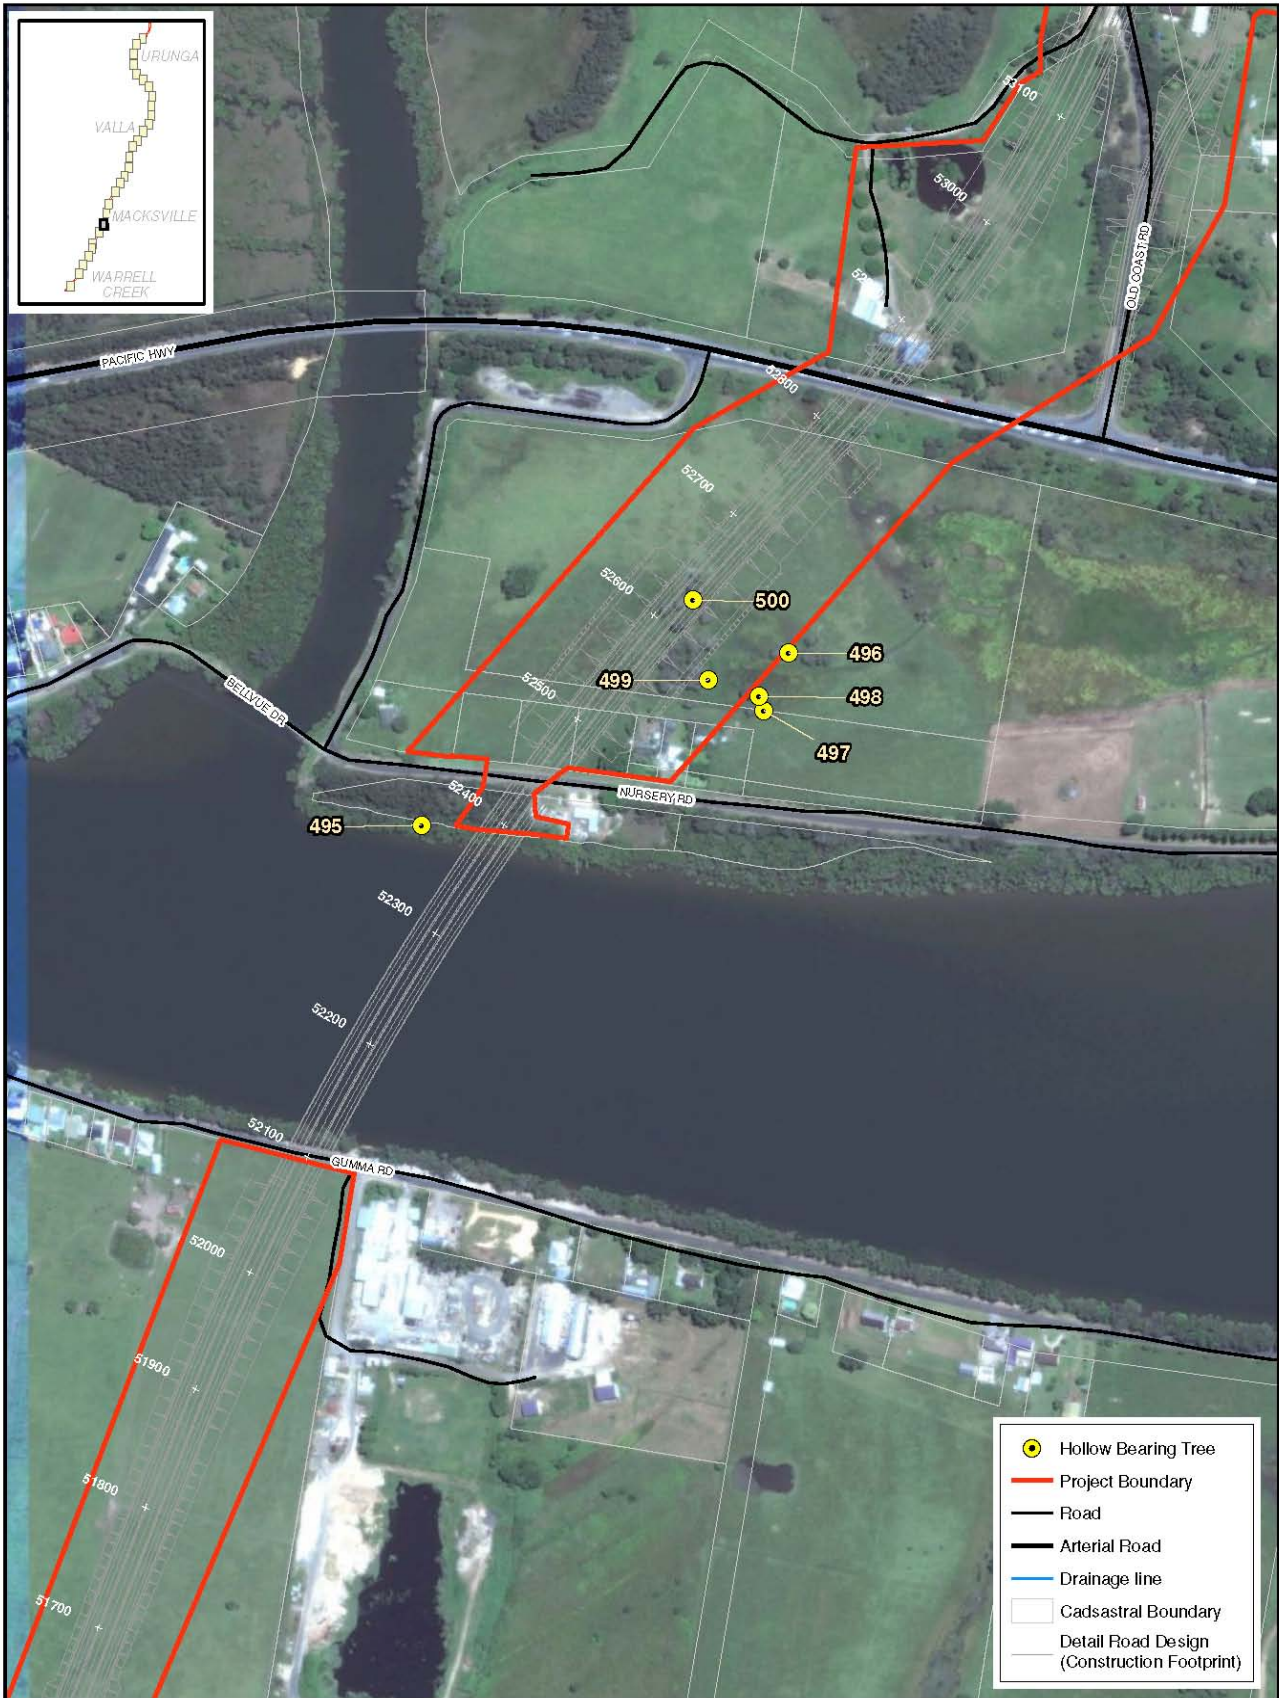 URUNGA
VALLA
MACKSVILLE
WARRELL
CREEK
53100
53000
52
OLD COAST RD
PACIFIC HWY
52800
52700
52600
500
496
499
498
52500
497
BELLVUE DR
52400
NURSERY RD
495
52300
52200
52100
GUMMA RD
52000
51900
51800
51700
Hollow Bearing Tree
Project Boundary
Road
Arterial Road
Drainage line
Cadsastral Boundary
Detail Road Design
(Construction Footprint)